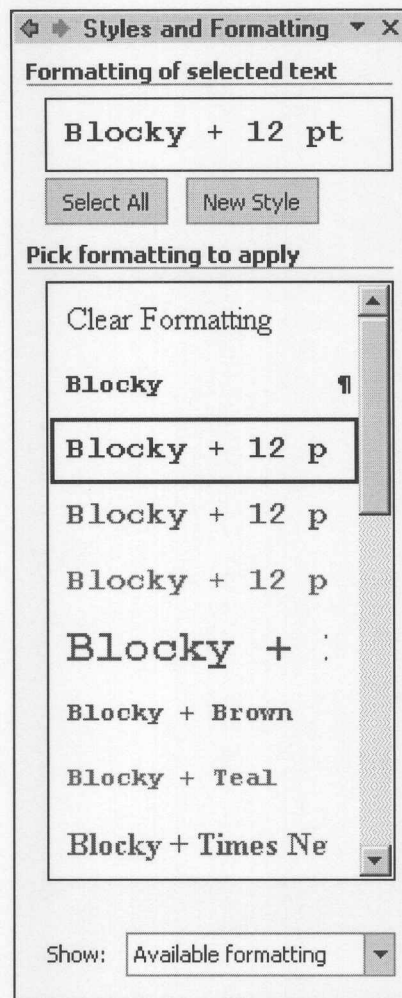 Styles and Formatting
Formatting of selected text
Blocky + 12 pt
Select All New Style
Pick formatting to apply
Clear Formatting
Blocky ¶
Blocky + 12 p
Blocky + 12 p
Blocky + 12 p
Blocky +
Blocky + Brown
Blocky + Teal
Blocky + Times Ne
Show: Available formatting